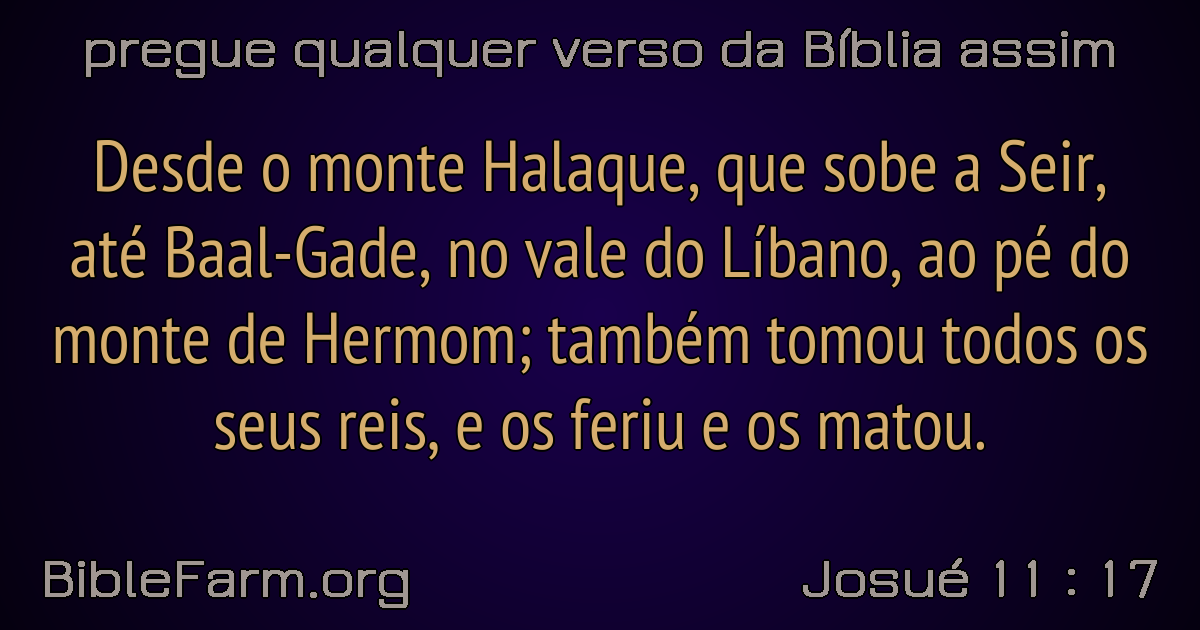 pregue qualquer verso da Bíblia assim
Desde o monte Halaque, que sobe a Seir,
até Baal-Gade, no vale do Líbano, ao pé do
monte de Hermom; também tomou todos os
seus reis, e os feriu e os matou.
BibleFarm.org
Josué 11 : 17